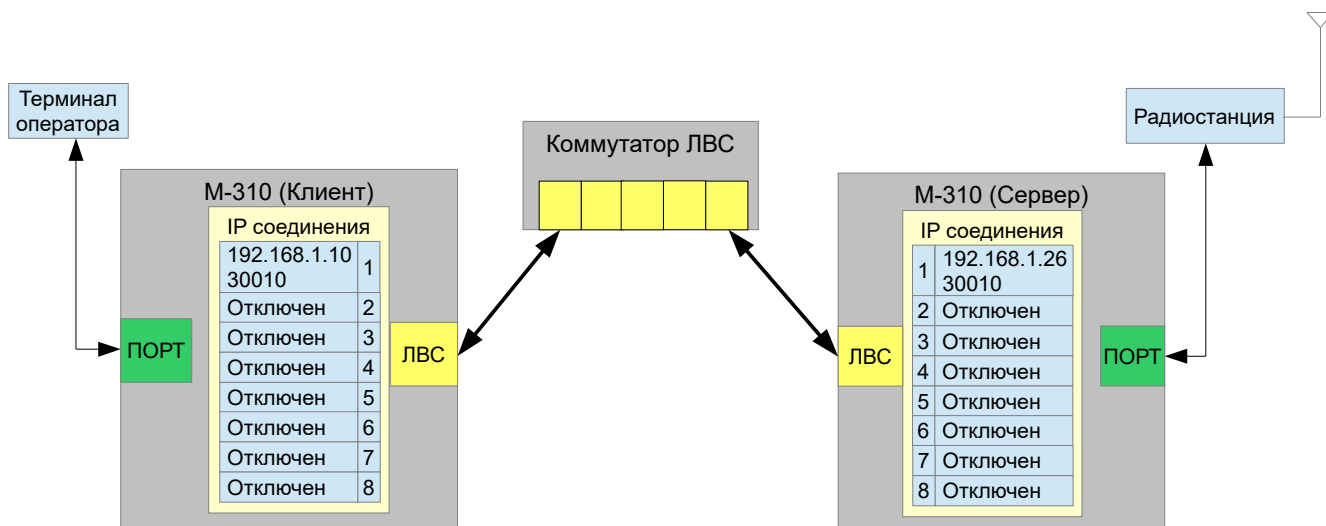 Терминал
оператора
М-310 (Клиент)
IP соединения
192.168.1.10
30010
1
Отключен 2
Отключен 3
Отключен 4
Отключен 5
Отключен 6
Отключен 7
Отключен 8
ПОРТ
ЛВС
Коммутатор ЛВС
Радиостанция
М-310 (Сервер)
IP соединения
1
192.168.1.26
30010
2 Отключен
3 Отключен
4 Отключен
5 Отключен
6 Отключен
7 Отключен
8 Отключен
ЛВС
ПОРТ